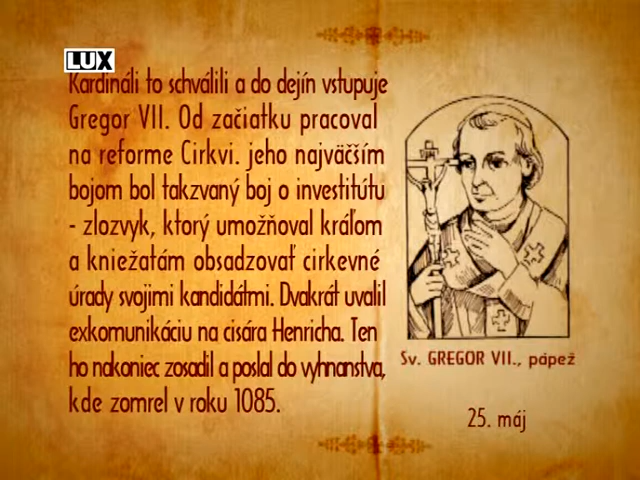 LUX
Kardináli to schválili a do dejín vstupuje
Gregor VII. Od začiatku pracoval
na reforme Cirkvi. jeho najväčším
bojom bol takzvaný boj o investitútu
- zlozvyk, ktorý umožňoval kráľom
a kniežatám obsadzovať cirkevné
úrady svojimi kandidátmi. Dvakrát uvalil
exkomunikáciu na cisára Henricha. Ten
ho nakoniec zosadil a poslal do vyhnanstva,
kde zomrel v roku 1085.
Sv. GREGOR VII., pápež
25. máj